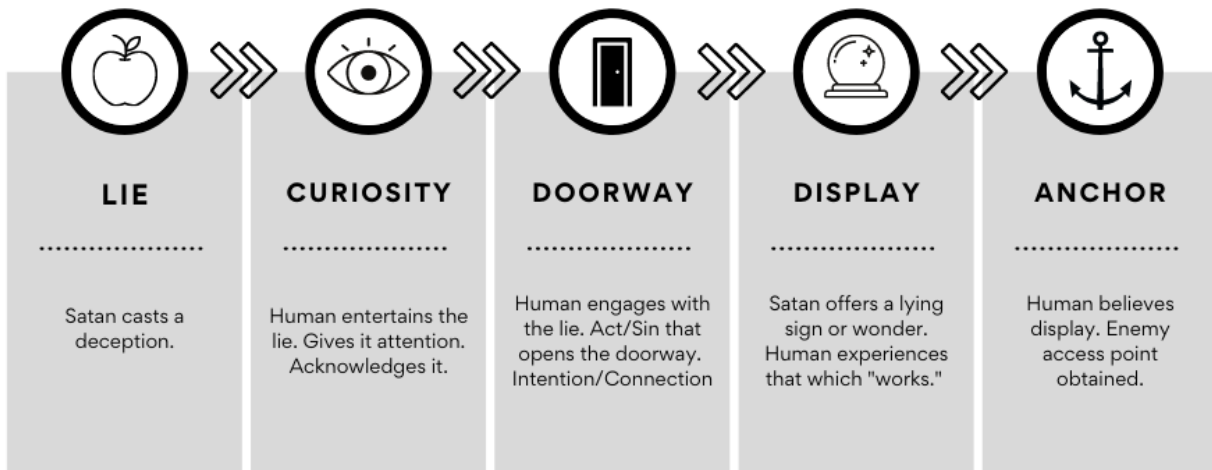 LIE
Satan casts a
deception.
CURIOSITY
Human entertains the
lie. Gives it attention.
Acknowledges it.
DOORWAY
Human engages with
the lie. Act/Sin that
opens the doorway.
Intention/Connection
DISPLAY
Satan offers a lying
sign or wonder.
Human experiences
that which "works."
ANCHOR
Human believes
display. Enemy
access point
obtained.